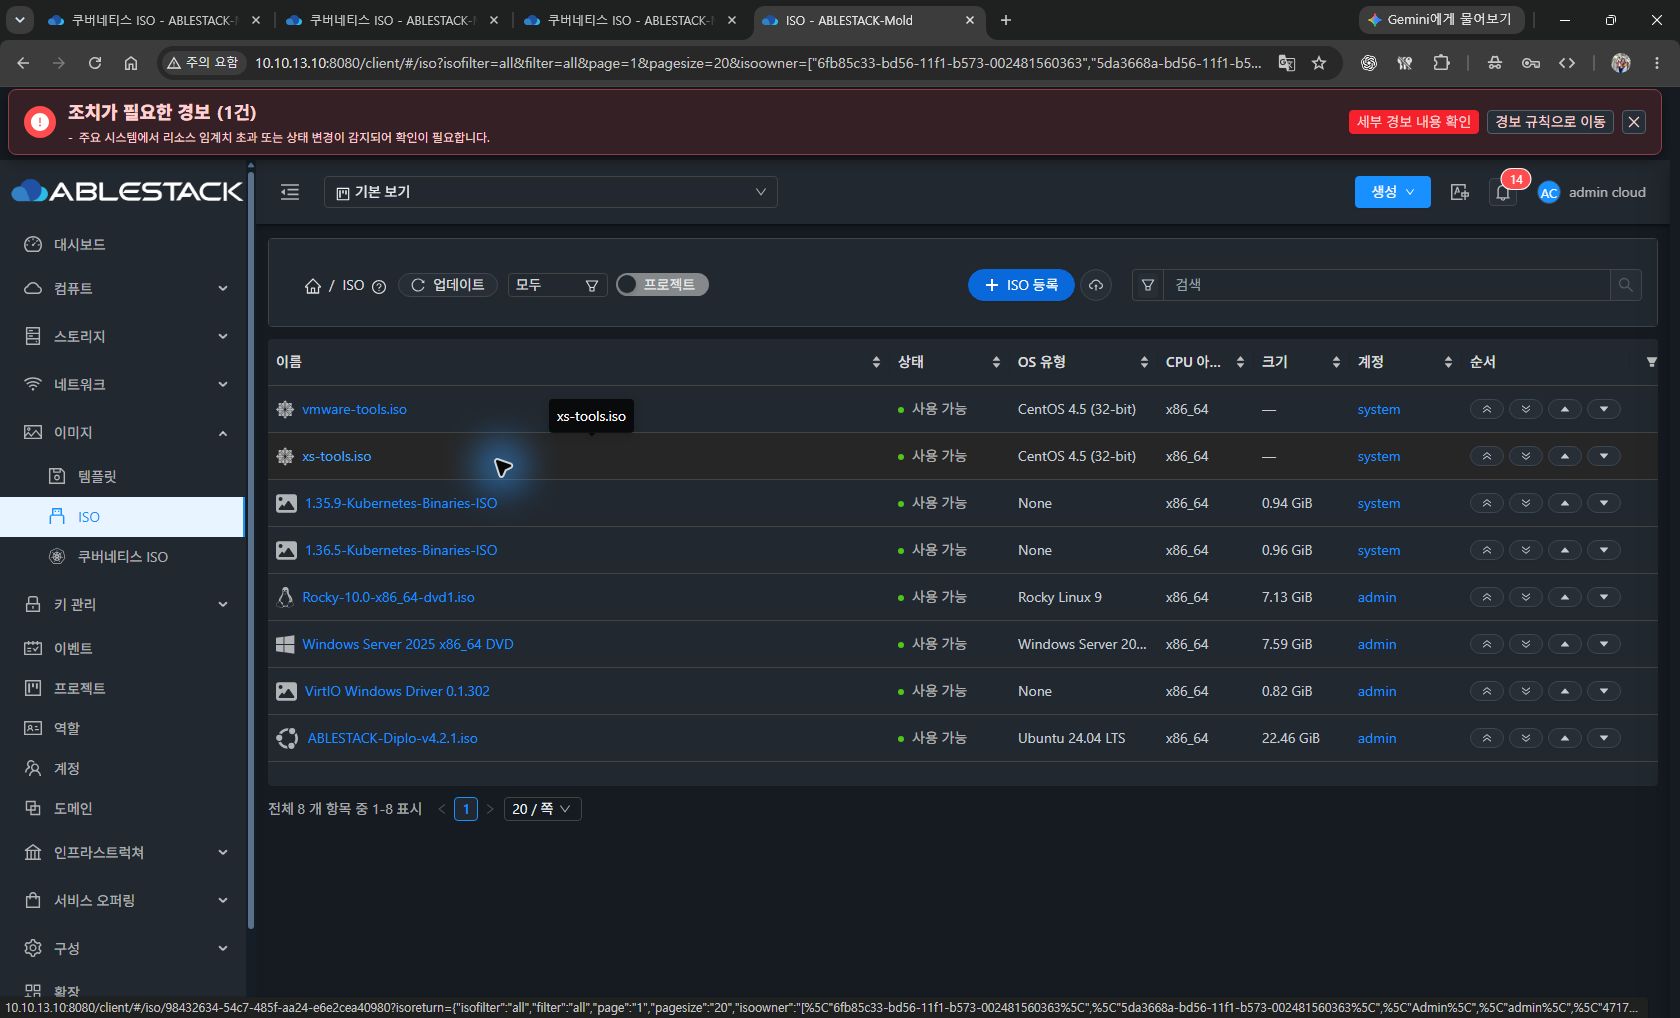 쿠버네티스 ISO - ABLESTACK-
쿠버네티스 ISO - ABLESTACK-
쿠버네티스 ISO - ABLESTACK-
ISO - ABLESTACK-Mold
Gemini에게 물어보기
주의 요함
10.10.13.10:8080/client/#/iso?isofilter=all&filter=all&page=1&pagesize=20&isoowner=["6fb85c33-bd56-11f1-b573-002481560363","5da3668a-bd56-11f1-b5...
조치가 필요한 경보 (1건)
- 주요 시스템에서 리소스 임계치 초과 또는 상태 변경이 감지되어 확인이 필요합니다.
세부 경보 내용 확인
경보 규칙으로 이동
ABLESTACK
기본 보기
생성
14
AC
admin cloud
대시보드
컴퓨트
스토리지
네트워크
이미지
템플릿
ISO
쿠버네티스 ISO
키 관리
이벤트
프로젝트
역할
계정
도메인
인프라스트럭쳐
서비스 오퍼링
구성
확장
/ ISO
업데이트
모두
프로젝트
ISO 등록
검색
이름 상태 OS 유형 CPU 아... 크기 계정 순서
vmware-tools.iso 사용 가능 CentOS 4.5 (32-bit) x86_64 — system
xs-tools.iso
xs-tools.iso 사용 가능 CentOS 4.5 (32-bit) x86_64 — system
1.35.9-Kubernetes-Binaries-ISO 사용 가능 None x86_64 0.94 GiB system
1.36.5-Kubernetes-Binaries-ISO 사용 가능 None x86_64 0.96 GiB system
Rocky-10.0-x86_64-dvd1.iso 사용 가능 Rocky Linux 9 x86_64 7.13 GiB admin
Windows Server 2025 x86_64 DVD 사용 가능 Windows Server 20... x86_64 7.59 GiB admin
VirtIO Windows Driver 0.1.302 사용 가능 None x86_64 0.82 GiB admin
ABLESTACK-Diplo-v4.2.1.iso 사용 가능 Ubuntu 24.04 LTS x86_64 22.46 GiB admin
전체 8 개 항목 중 1-8 표시
1
20 / 쪽
10.10.13.10:8080/client/#/iso/98432634-54c7-485f-aa24-e6e2cea40980?isoreturn={"isofilter":"all","filter":"all","page":"1","pagesize":"20","isoowner":"[%5C"6fb85c33-bd56-11f1-b573-002481560363%5C",%5C"5da3668a-bd56-11f1-b573-002481560363%5C",%5C"Admin%5C",%5C"admin%5C",%5C"4717...